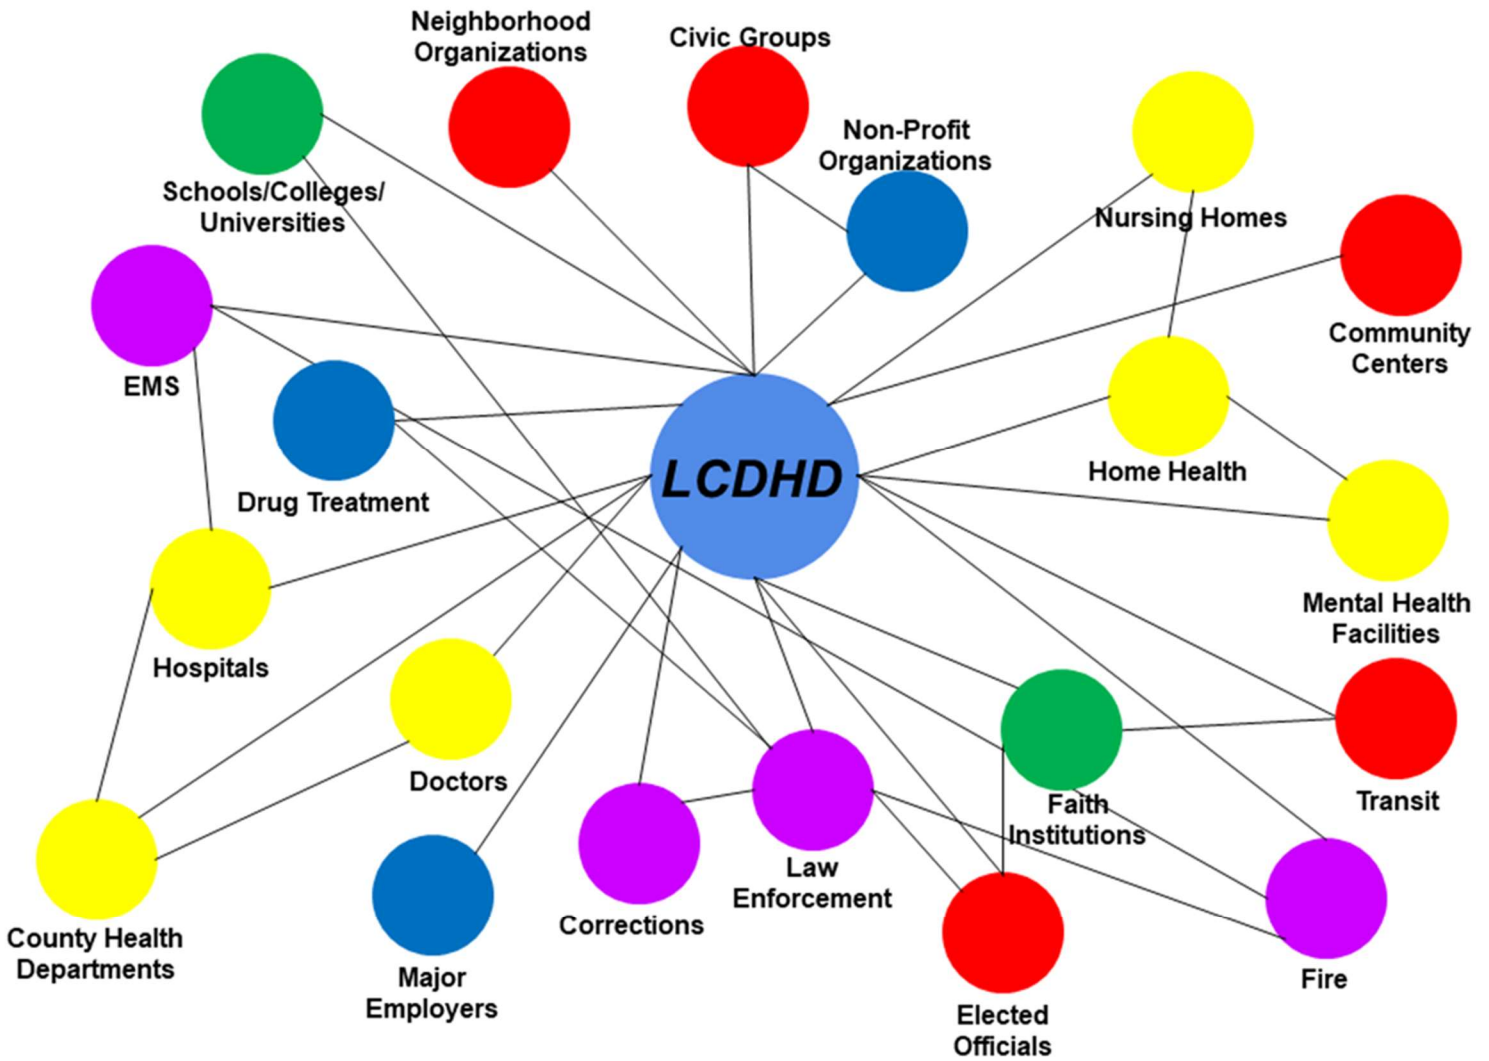 Neighborhood
Organizations
Civic Groups
Non-Profit
Organizations
Schools/Colleges/
Universities
Nursing Homes
Community
Centers
EMS
Drug Treatment
LCDHD
Home Health
Mental Health
Facilities
Hospitals
Doctors
Faith
Institutions
Transit
Law
Enforcement
Corrections
County Health
Departments
Major
Employers
Elected
Officials
Fire